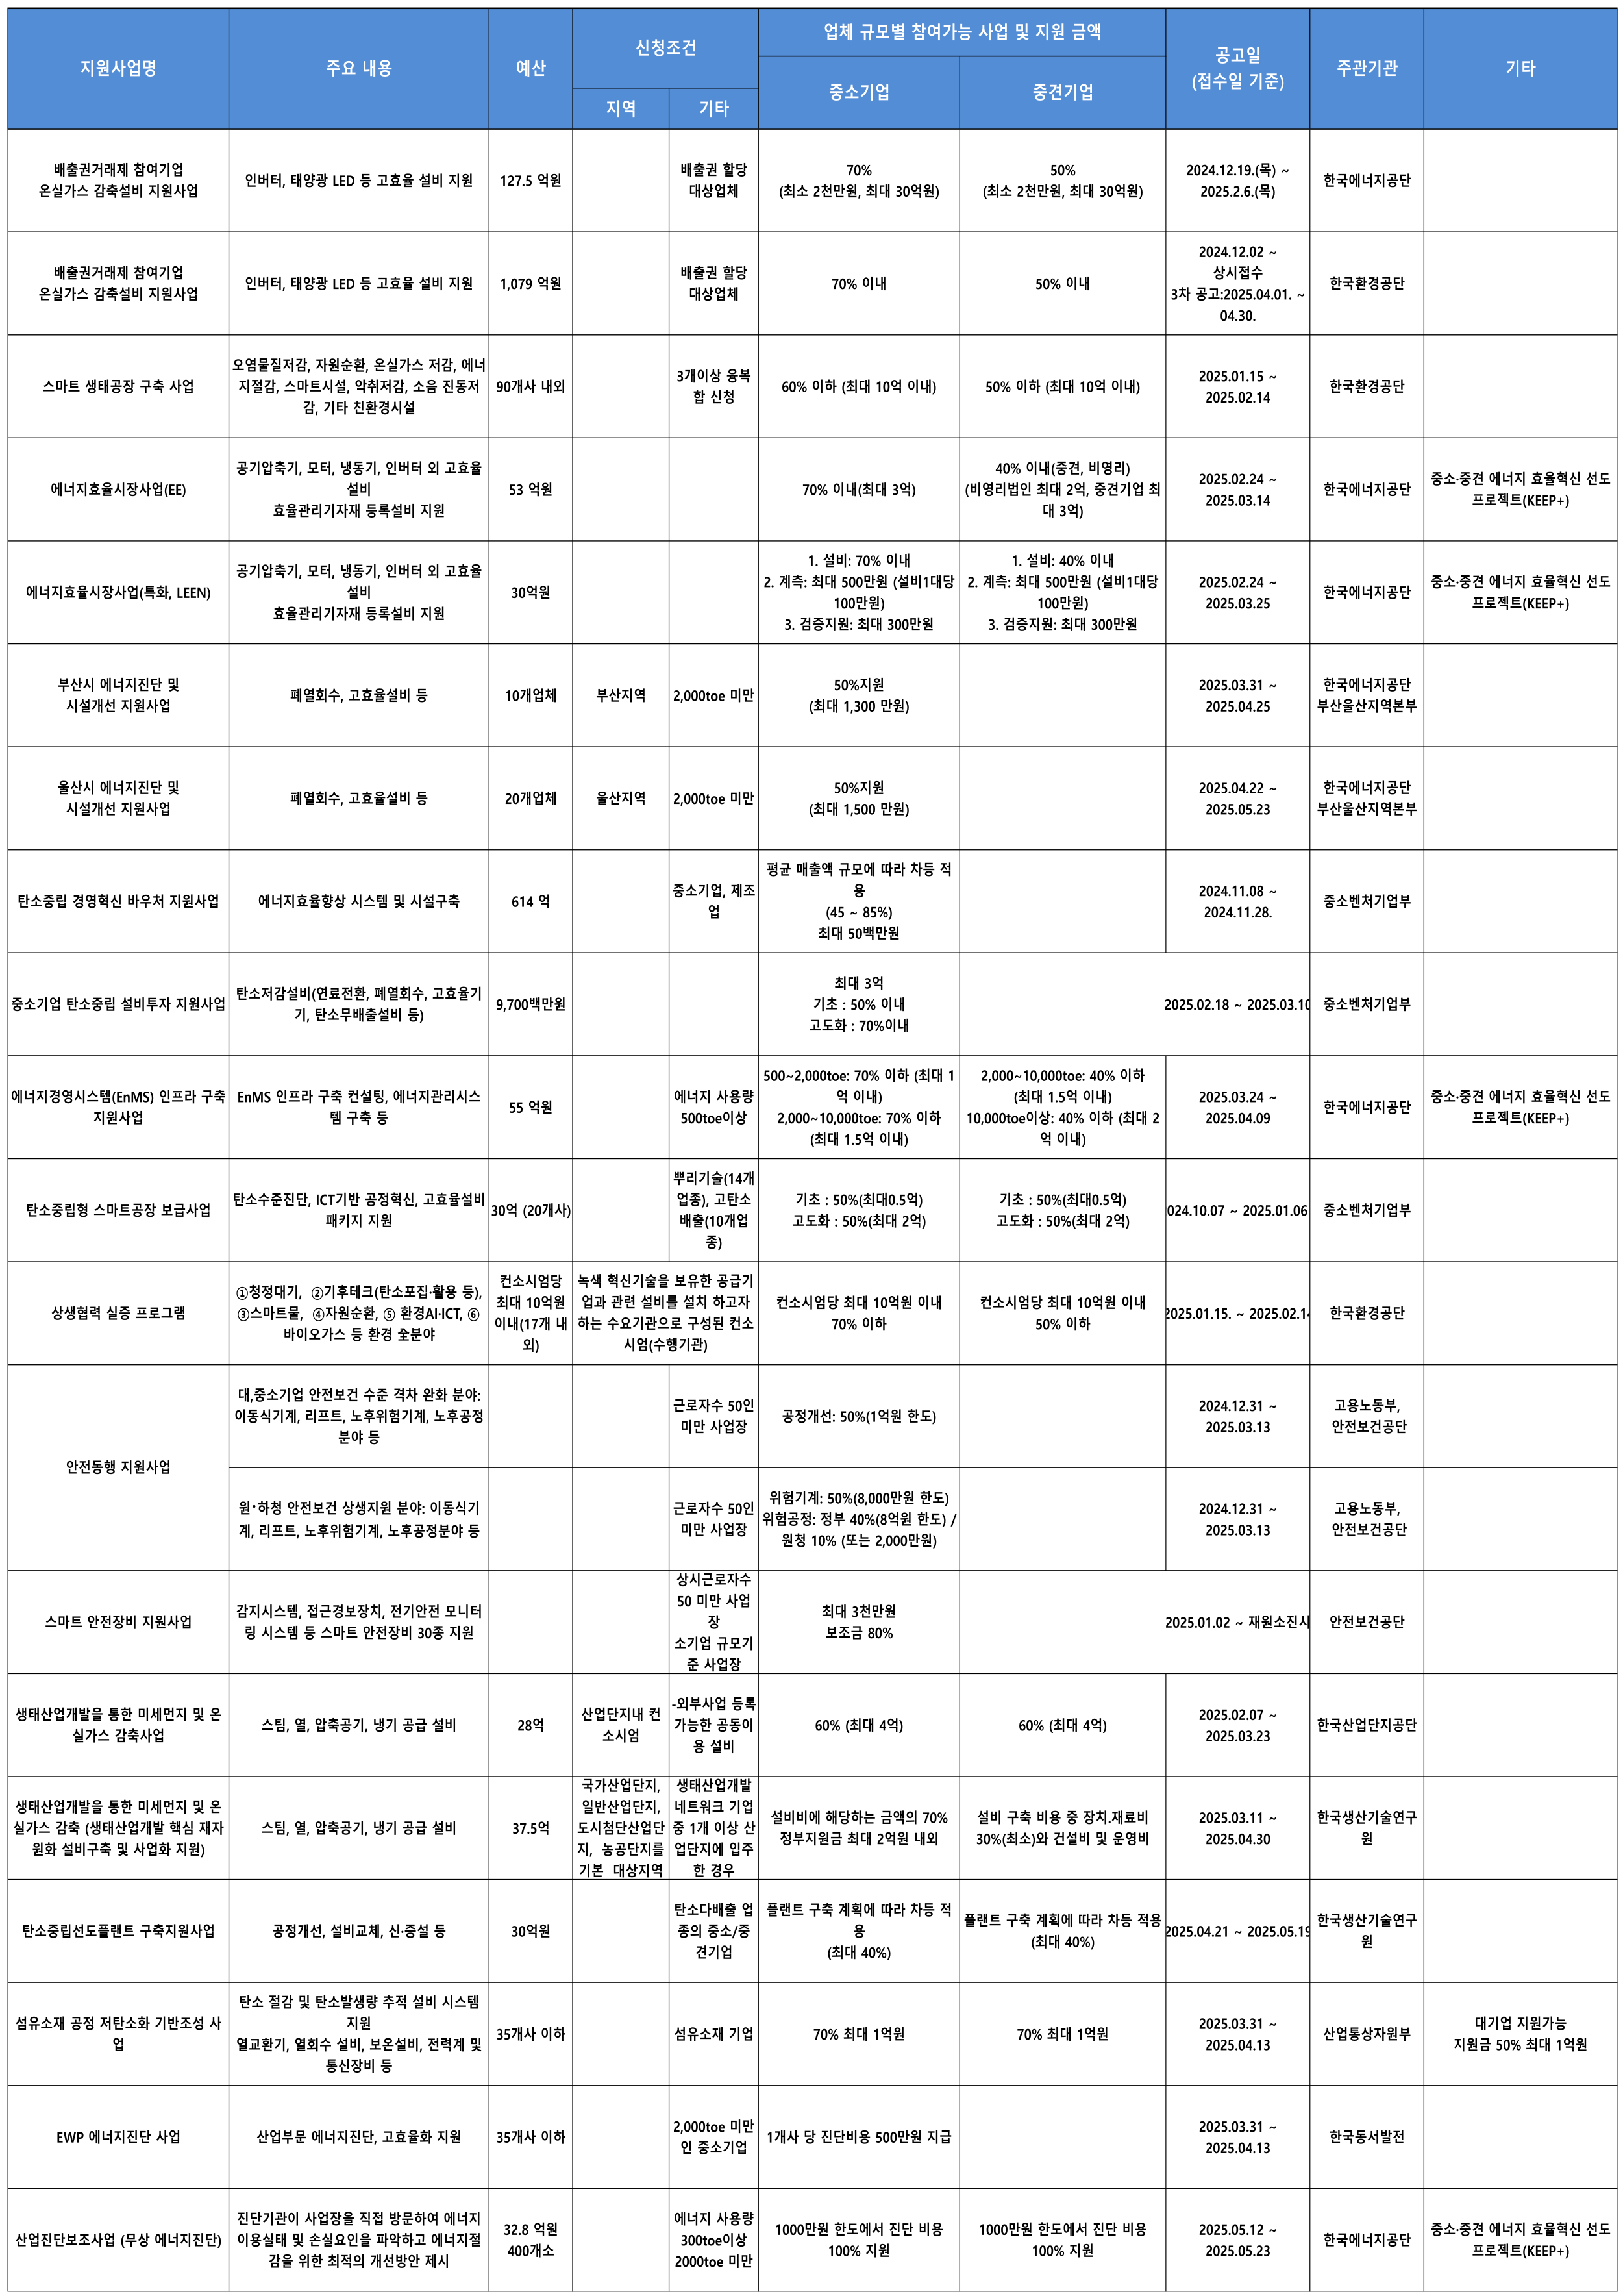 지원사업명
주요 내용
예산
신청조건
지역
기타
업체 규모별 참여가능 사업 및 지원 금액
중소기업
중견기업
공고일
(접수일 기준)
주관기관
기타
배출권거래제 참여기업
온실가스 감축설비 지원사업
인버터, 태양광 LED 등 고효율 설비 지원
127.5 억원
배출권 할당
대상업체
70%
(최소 2천만원, 최대 30억원)
50%
(최소 2천만원, 최대 30억원)
2024.12.19.(목) ~
2025.2.6.(목)
한국에너지공단
배출권거래제 참여기업
온실가스 감축설비 지원사업
인버터, 태양광 LED 등 고효율 설비 지원
1,079 억원
배출권 할당
대상업체
70% 이내
50% 이내
2024.12.02 ~
상시접수
3차 공고:2025.04.01. ~
04.30.
한국환경공단
스마트 생태공장 구축 사업
오염물질저감, 자원순환, 온실가스 저감, 에너
지절감, 스마트시설, 악취저감, 소음 진동저
감, 기타 친환경시설
90개사 내외
3개이상 융복
합 신청
60% 이하 (최대 10억 이내)
50% 이하 (최대 10억 이내)
2025.01.15 ~
2025.02.14
한국환경공단
에너지효율시장사업(EE)
공기압축기, 모터, 냉동기, 인버터 외 고효율
설비
효율관리기자재 등록설비 지원
53 억원
70% 이내(최대 3억)
40% 이내(중견, 비영리)
(비영리법인 최대 2억, 중견기업 최
대 3억)
2025.02.24 ~
2025.03.14
한국에너지공단
중소·중견 에너지 효율혁신 선도
프로젝트(KEEP+)
에너지효율시장사업(특화, LEEN)
공기압축기, 모터, 냉동기, 인버터 외 고효율
설비
효율관리기자재 등록설비 지원
30억원
1. 설비: 70% 이내
2. 계측: 최대 500만원 (설비1대당
100만원)
3. 검증지원: 최대 300만원
1. 설비: 40% 이내
2. 계측: 최대 500만원 (설비1대당
100만원)
3. 검증지원: 최대 300만원
2025.02.24 ~
2025.03.25
한국에너지공단
중소·중견 에너지 효율혁신 선도
프로젝트(KEEP+)
부산시 에너지진단 및
시설개선 지원사업
폐열회수, 고효율설비 등
10개업체
부산지역
2,000toe 미만
50%지원
(최대 1,300 만원)
2025.03.31 ~
2025.04.25
한국에너지공단
부산울산지역본부
울산시 에너지진단 및
시설개선 지원사업
폐열회수, 고효율설비 등
20개업체
울산지역
2,000toe 미만
50%지원
(최대 1,500 만원)
2025.04.22 ~
2025.05.23
한국에너지공단
부산울산지역본부
탄소중립 경영혁신 바우처 지원사업
에너지효율향상 시스템 및 시설구축
614 억
중소기업, 제조
업
평균 매출액 규모에 따라 차등 적
용
(45 ~ 85%)
최대 50백만원
2024.11.08 ~
2024.11.28.
중소벤처기업부
중소기업 탄소중립 설비투자 지원사업
탄소저감설비(연료전환, 폐열회수, 고효율기
기, 탄소무배출설비 등)
9,700백만원
최대 3억
기초 : 50% 이내
고도화 : 70%이내
2025.02.18 ~ 2025.03.10
중소벤처기업부
에너지경영시스템(EnMS) 인프라 구축
지원사업
EnMS 인프라 구축 컨설팅, 에너지관리시스
템 구축 등
55 억원
에너지 사용량
500toe이상
500~2,000toe: 70% 이하 (최대 1
억 이내)
2,000~10,000toe: 70% 이하
(최대 1.5억 이내)
2,000~10,000toe: 40% 이하
(최대 1.5억 이내)
10,000toe이상: 40% 이하 (최대 2
억 이내)
2025.03.24 ~
2025.04.09
한국에너지공단
중소·중견 에너지 효율혁신 선도
프로젝트(KEEP+)
탄소중립형 스마트공장 보급사업
탄소수준진단, ICT기반 공정혁신, 고효율설비
패키지 지원
30억 (20개사)
뿌리기술(14개
업종), 고탄소
배출(10개업
종)
기초 : 50%(최대0.5억)
고도화 : 50%(최대 2억)
기초 : 50%(최대0.5억)
고도화 : 50%(최대 2억)
024.10.07 ~ 2025.01.06
중소벤처기업부
상생협력 실증 프로그램
①청정대기, ②기후테크(탄소포집·활용 등),
③스마트물, ④자원순환, ⑤ 환경AI·ICT, ⑥
바이오가스 등 환경 全분야
컨소시엄당
최대 10억원
이내(17개 내
외)
녹색 혁신기술을 보유한 공급기
업과 관련 설비를 설치 하고자
하는 수요기관으로 구성된 컨소
시엄(수행기관)
컨소시엄당 최대 10억원 이내
70% 이하
컨소시엄당 최대 10억원 이내
50% 이하
2025.01.15. ~ 2025.02.14
한국환경공단
안전동행 지원사업
대,중소기업 안전보건 수준 격차 완화 분야:
이동식기계, 리프트, 노후위험기계, 노후공정
분야 등
근로자수 50인
미만 사업장
공정개선: 50%(1억원 한도)
2024.12.31 ~
2025.03.13
고용노동부,
안전보건공단
원·하청 안전보건 상생지원 분야: 이동식기
계, 리프트, 노후위험기계, 노후공정분야 등
근로자수 50인
미만 사업장
위험기계: 50%(8,000만원 한도)
위험공정: 정부 40%(8억원 한도) /
원청 10% (또는 2,000만원)
2024.12.31 ~
2025.03.13
고용노동부,
안전보건공단
스마트 안전장비 지원사업
감지시스템, 접근경보장치, 전기안전 모니터
링 시스템 등 스마트 안전장비 30종 지원
상시근로자수
50 미만 사업
장
소기업 규모기
준 사업장
최대 3천만원
보조금 80%
2025.01.02 ~ 재원소진시
안전보건공단
생태산업개발을 통한 미세먼지 및 온
실가스 감축사업
스팀, 열, 압축공기, 냉기 공급 설비
28억
산업단지내 컨
소시엄
-외부사업 등록
가능한 공동이
용 설비
60% (최대 4억)
60% (최대 4억)
2025.02.07 ~
2025.03.23
한국산업단지공단
생태산업개발을 통한 미세먼지 및 온
실가스 감축 (생태산업개발 핵심 재자
원화 설비구축 및 사업화 지원)
스팀, 열, 압축공기, 냉기 공급 설비
37.5억
국가산업단지,
일반산업단지,
도시첨단산업단
지, 농공단지를
기본 대상지역
생태산업개발
네트워크 기업
중 1개 이상 산
업단지에 입주
한 경우
설비비에 해당하는 금액의 70%
정부지원금 최대 2억원 내외
설비 구축 비용 중 장치.재료비
30%(최소)와 건설비 및 운영비
2025.03.11 ~
2025.04.30
한국생산기술연구
원
탄소중립선도플랜트 구축지원사업
공정개선, 설비교체, 신·증설 등
30억원
탄소다배출 업
종의 중소/중
견기업
플랜트 구축 계획에 따라 차등 적
용
(최대 40%)
플랜트 구축 계획에 따라 차등 적용
(최대 40%)
2025.04.21 ~ 2025.05.19
한국생산기술연구
원
섬유소재 공정 저탄소화 기반조성 사
업
탄소 절감 및 탄소발생량 추적 설비 시스템
지원
열교환기, 열회수 설비, 보온설비, 전력계 및
통신장비 등
35개사 이하
섬유소재 기업
70% 최대 1억원
70% 최대 1억원
2025.03.31 ~
2025.04.13
산업통상자원부
대기업 지원가능
지원금 50% 최대 1억원
EWP 에너지진단 사업
산업부문 에너지진단, 고효율화 지원
35개사 이하
2,000toe 미만
인 중소기업
1개사 당 진단비용 500만원 지급
2025.03.31 ~
2025.04.13
한국동서발전
산업진단보조사업 (무상 에너지진단)
진단기관이 사업장을 직접 방문하여 에너지
이용실태 및 손실요인을 파악하고 에너지절
감을 위한 최적의 개선방안 제시
32.8 억원
400개소
에너지 사용량
300toe이상
2000toe 미만
1000만원 한도에서 진단 비용
100% 지원
1000만원 한도에서 진단 비용
100% 지원
2025.05.12 ~
2025.05.23
한국에너지공단
중소·중견 에너지 효율혁신 선도
프로젝트(KEEP+)